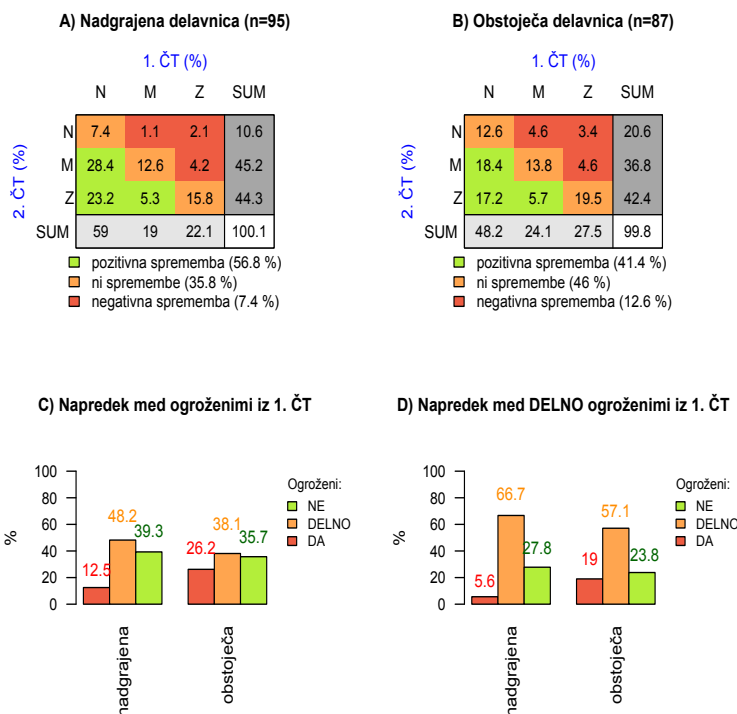 A) Nadgrajena delavnica (n=95)
1. ČT (%)
N M Z SUM
2. ČT (%)
N 7.4 1.1 2.1 10.6
M 28.4 12.6 4.2 45.2
Z 23.2 5.3 15.8 44.3
SUM 59 19 22.1 100.1
pozitivna sprememba (56.8 %)
ni spremembe (35.8 %)
negativna sprememba (7.4 %)
B) Obstoječa delavnica (n=87)
1. ČT (%)
N M Z SUM
2. ČT (%)
N 12.6 4.6 3.4 20.6
M 18.4 13.8 4.6 36.8
Z 17.2 5.7 19.5 42.4
SUM 48.2 24.1 27.5 99.8
pozitivna sprememba (41.4 %)
ni spremembe (46 %)
negativna sprememba (12.6 %)
C) Napredek med ogroženimi iz 1. ČT
%
100
80
60
40
20
0
12.5 48.2 39.3
26.2 38.1 35.7
nadgrajena
obstoječa
Ogroženi:
NE
DELNO
DA
D) Napredek med DELNO ogroženimi iz 1. ČT
%
100
80
60
40
20
0
5.6 66.7 27.8
19 57.1 23.8
nadgrajena
obstoječa
Ogroženi:
NE
DELNO
DA